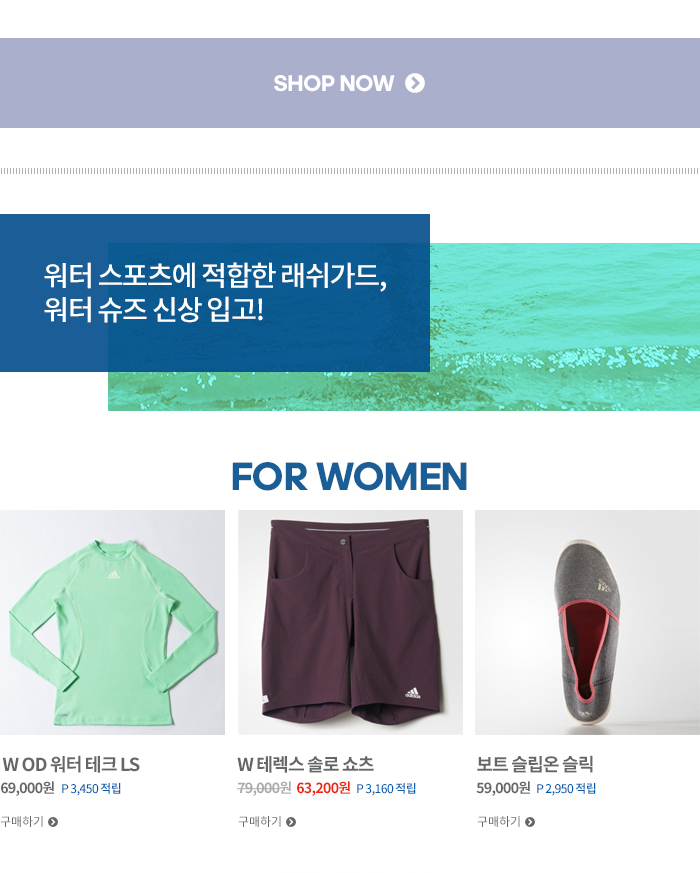 SHOP NOW
워터 스포츠에 적합한 래쉬가드,
워터 슈즈 신상 입고!
FOR WOMEN
adidas
W OD 워터 테크 LS
69,000원 P 3,450 적립
구매하기
W 테렉스 솔로 쇼츠
79,000원 63,200원 P 3,160 적립
구매하기
보트 슬립온 슬릭
59,000원 P 2,950 적립
구매하기